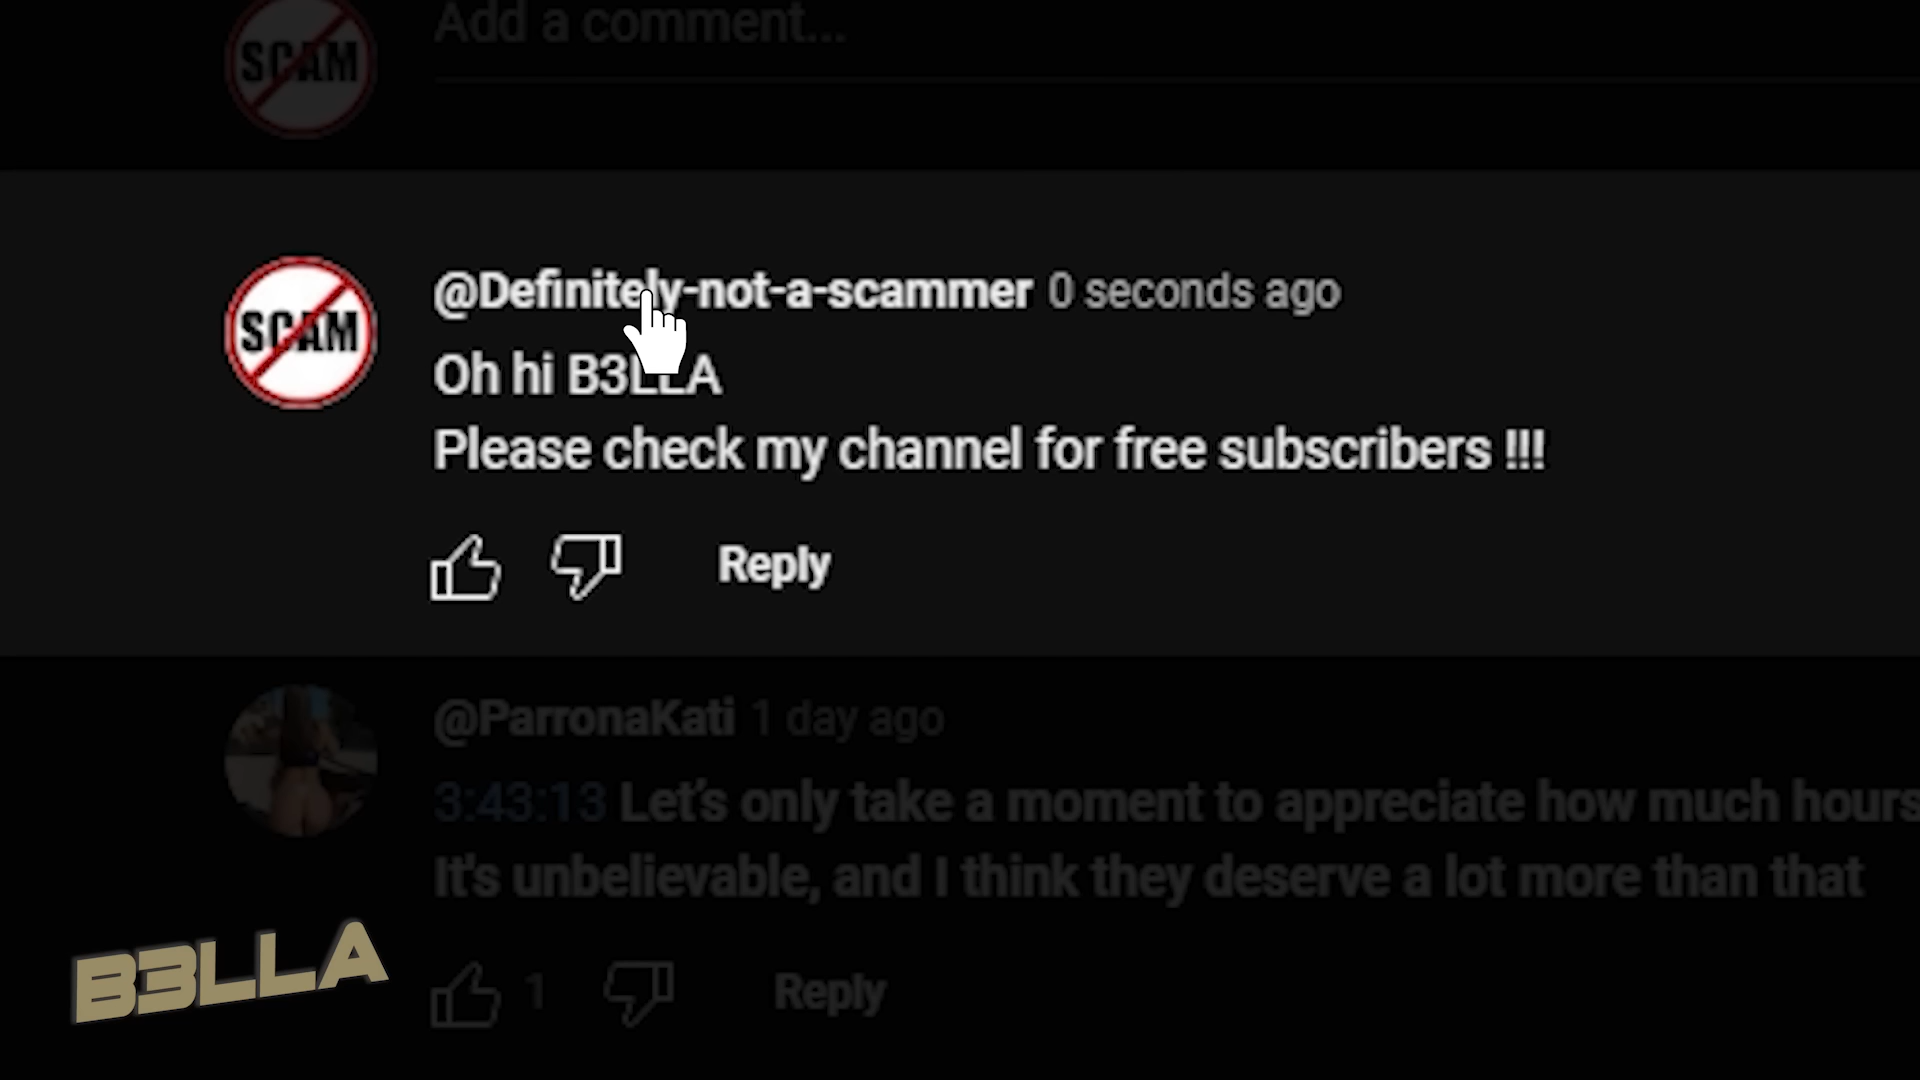 SCAM
Add a comment...
SCAM
@Definitely-not-a-scammer 0 seconds ago
Oh hi B3LLA
Please check my channel for free subscribers !!!
Reply
@ParronaKati 1 day ago
3:43:13 Let's only take a moment to appreciate how much hours
It's unbelievable, and I think they deserve a lot more than that
1
Reply
B3LLA